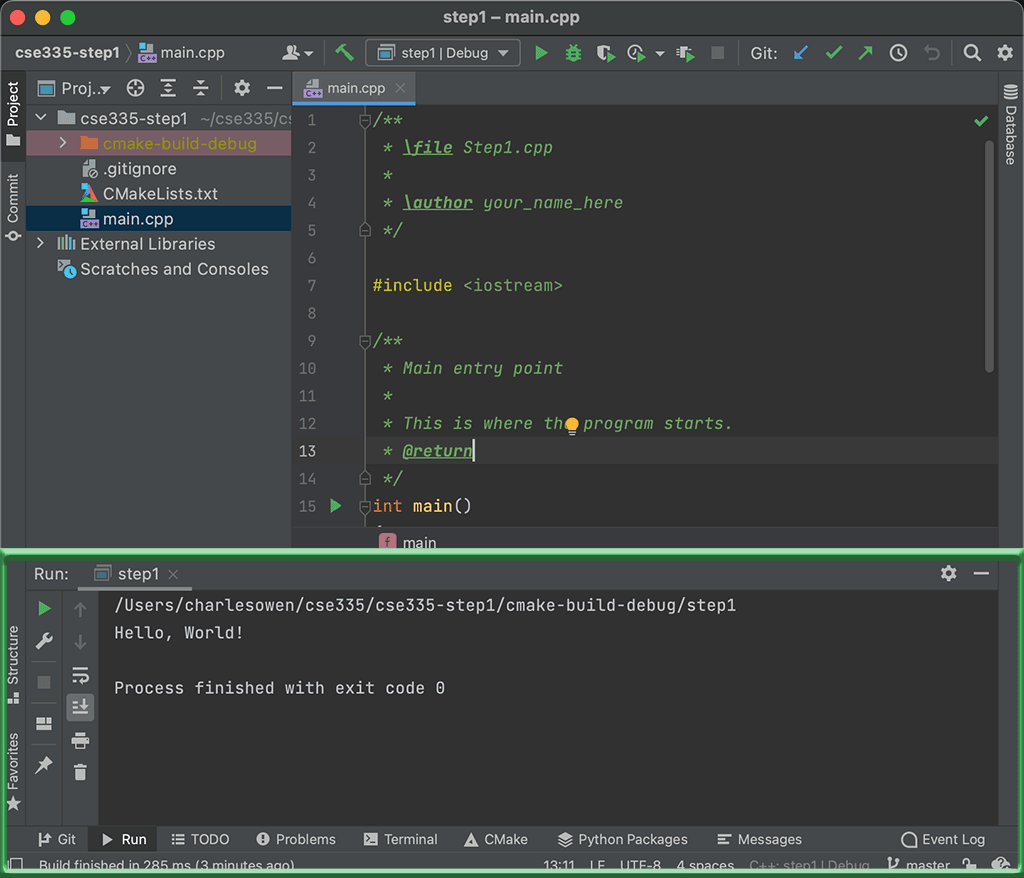 step1 – main.cpp
cse335-step1 main.cpp step1 | Debug Git:
Project
Commit
Structure
Favorites
Database
Proj..
cse335-step1 ~/cse335/
cmake-build-debug
.gitignore
CMakeLists.txt
main.cpp
External Libraries
Scratches and Consoles
main.cpp
1 /**
2 * \file Step1.cpp
3 *
4 * \author your_name_here
5 */
6
7 #include <iostream>
8
9 /**
10 * Main entry point
11 *
12 * This is where the program starts.
13 * @return
14 */
15 int main()
f main
Run: step1
/Users/charlesowen/cse335/cse335-step1/cmake-build-debug/step1
Hello, World!
Process finished with exit code 0
Git Run TODO Problems Terminal CMake Python Packages Messages Event Log
Build finished in 285 ms (3 minutes ago) 13:11 LF UTF-8 4 spaces C++: step1 | Debug master